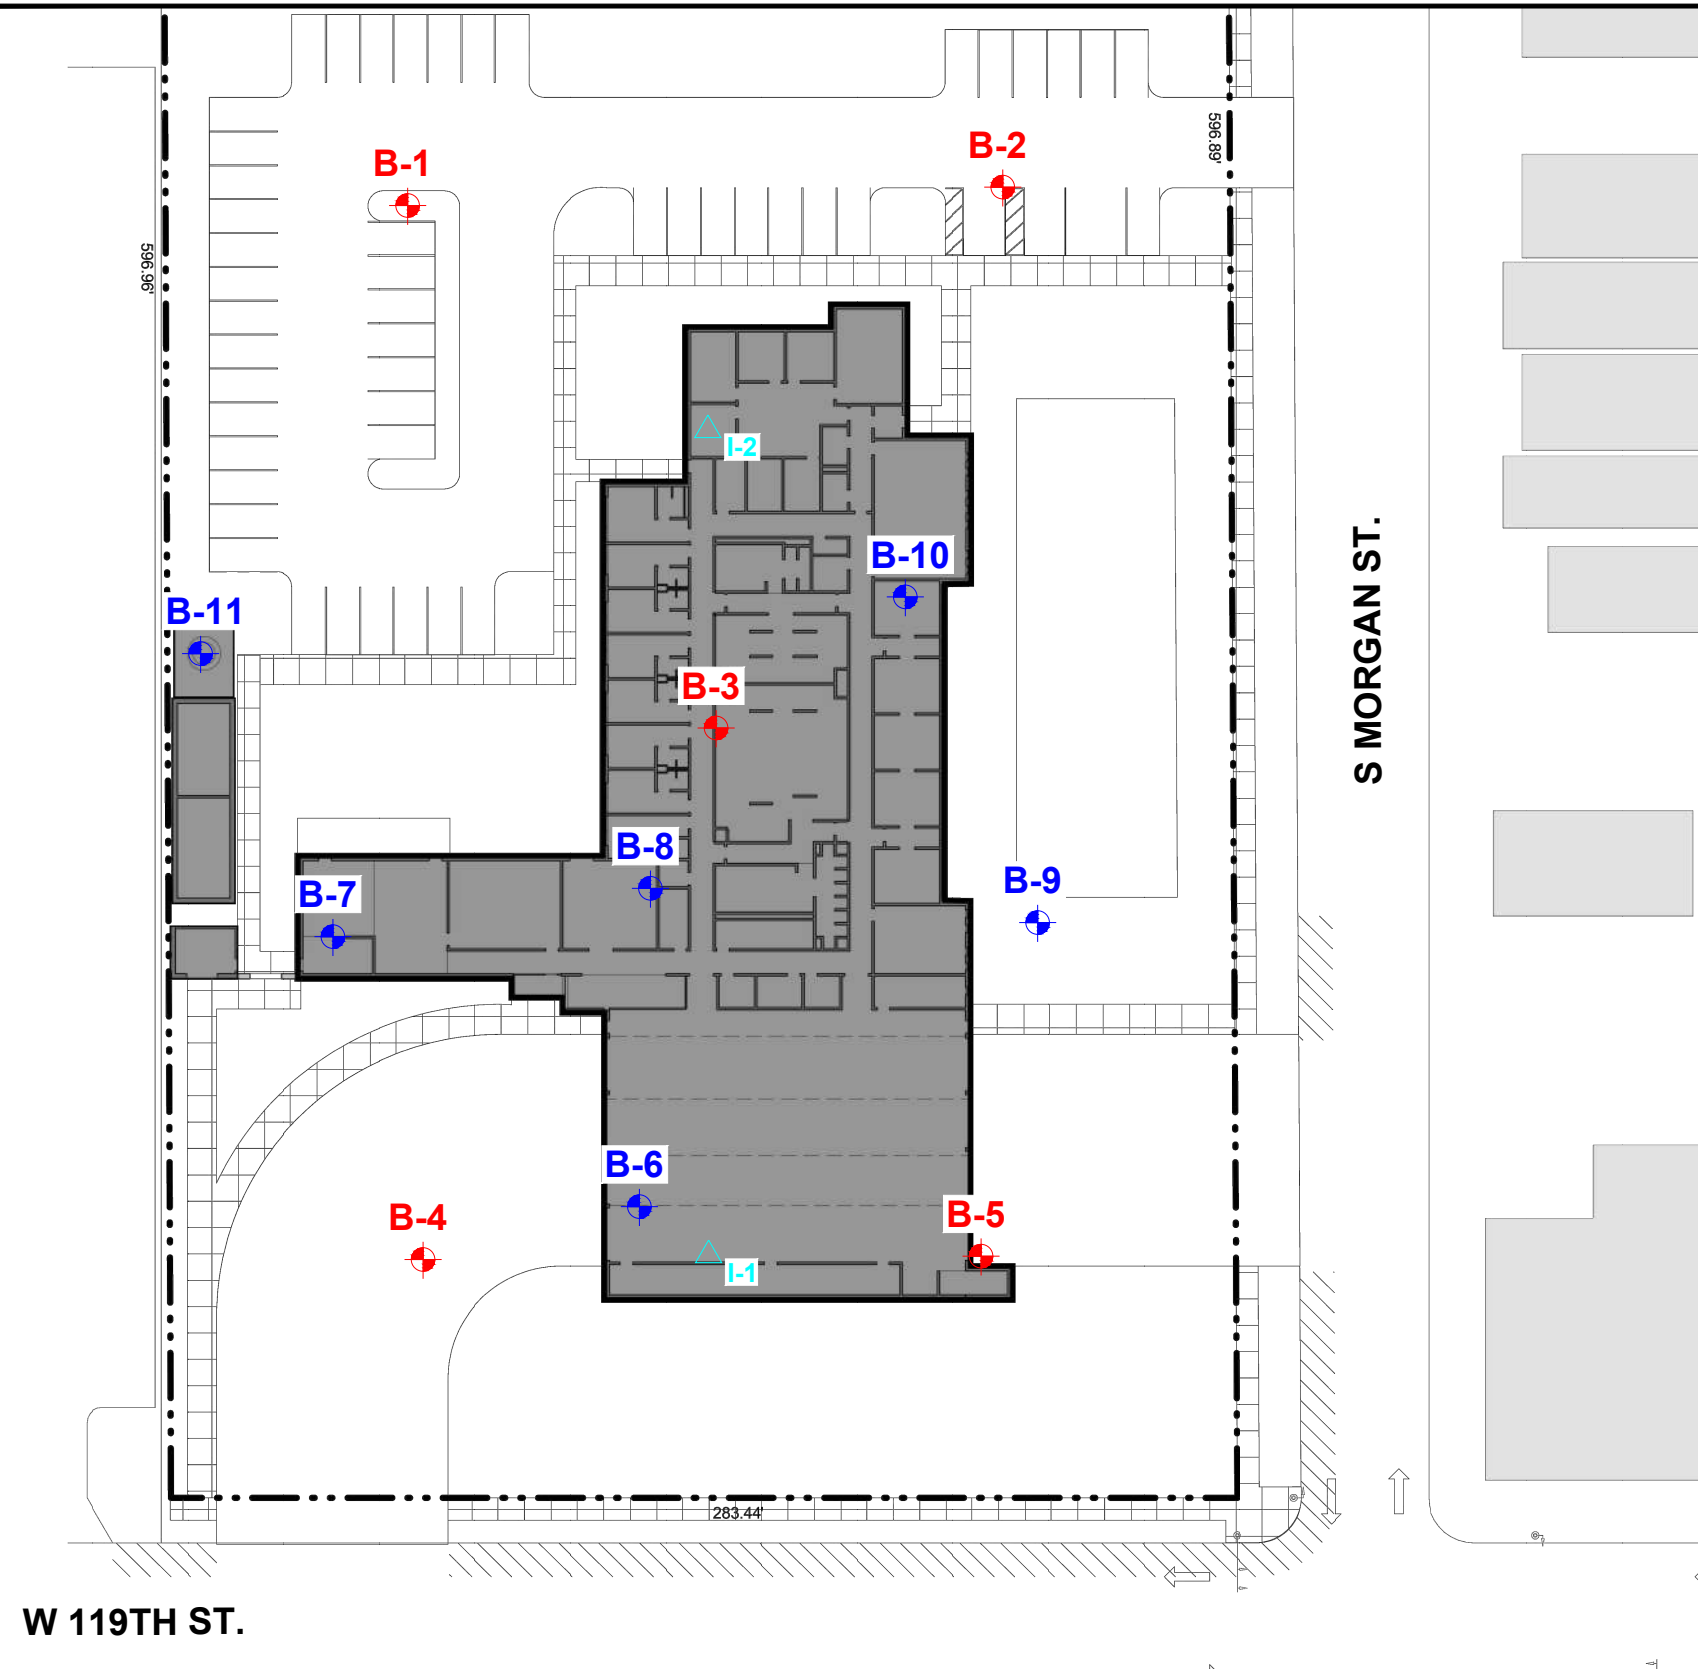 B-1
B-2
596.89'
596.96'
I-2
B-10
B-11
S MORGAN ST.
B-3
B-8
B-7
B-9
B-6
B-4
B-5
I-1
283.44'
W 119TH ST.